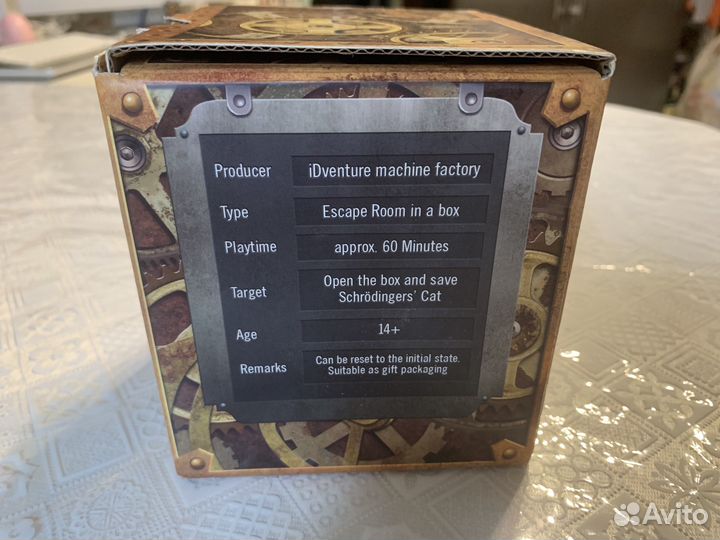 Producer iDventure machine factory
Type Escape Room in a box
Playtime approx. 60 Minutes
Target Open the box and save
Schrödingers' Cat
Age 14+
Remarks Can be reset to the initial state.
Suitable as gift packaging
Avito